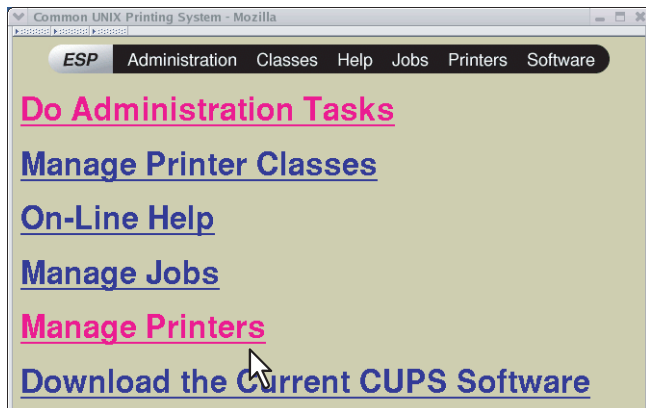 Common UNIX Printing System - Mozilla
ESP Administration Classes Help Jobs Printers Software
Do Administration Tasks
Manage Printer Classes
On-Line Help
Manage Jobs
Manage Printers
Download the Current CUPS Software